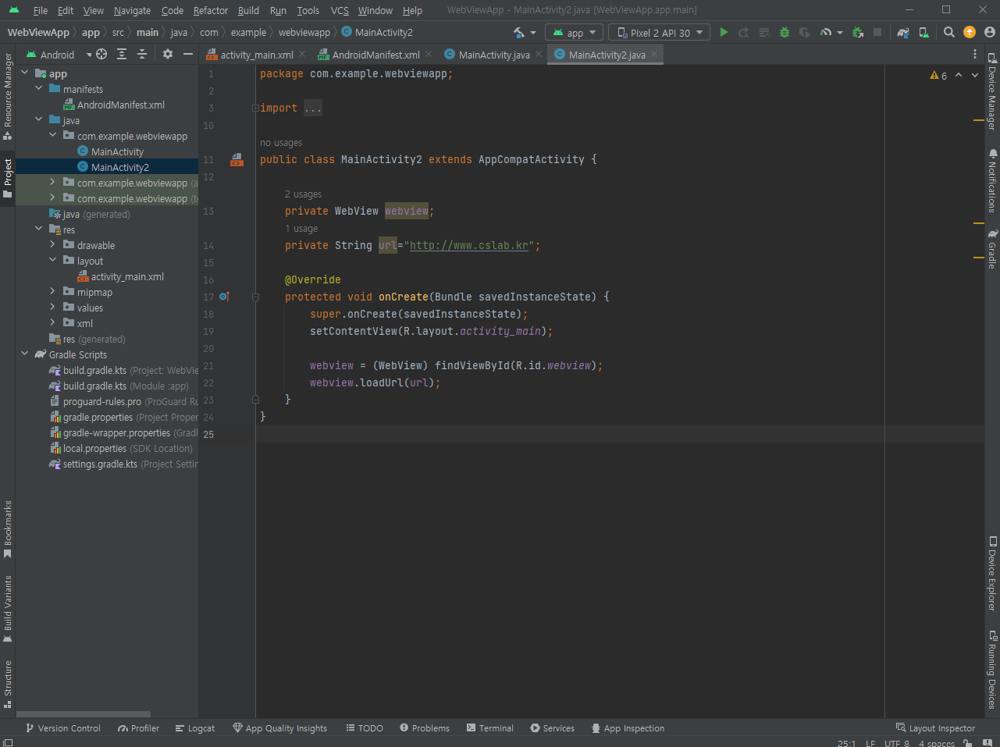 File Edit View Navigate Code Refactor Build Run Tools VCS Window Help WebViewApp – MainActivity2.java [WebViewApp.app.main]
WebViewApp app src main java com example webviewapp MainActivity2 app Pixel 2 API 30
Android activity_main.xml AndroidManifest.xml MainActivity.java MainActivity2.java
Resource Manager
Project
Bookmarks
Build Variants
Structure
app
manifests
AndroidManifest.xml
java
com.example.webviewapp
MainActivity
MainActivity2
com.example.webviewapp (a
com.example.webviewapp (te
java (generated)
res
drawable
layout
activity_main.xml
mipmap
values
xml
res (generated)
Gradle Scripts
build.gradle.kts (Project: WebVie
build.gradle.kts (Module :app)
proguard-rules.pro (ProGuard Ru
gradle.properties (Project Proper
gradle-wrapper.properties (Gradl
local.properties (SDK Location)
settings.gradle.kts (Project Settin
1 package com.example.webviewapp;
2
3 import ...
10
no usages
11 public class MainActivity2 extends AppCompatActivity {
12
2 usages
13 private WebView webview;
1 usage
14 private String url="http://www.cslab.kr";
15
16 @Override
17 protected void onCreate(Bundle savedInstanceState) {
18 super.onCreate(savedInstanceState);
19 setContentView(R.layout.activity_main);
20
21 webview = (WebView) findViewById(R.id.webview);
22 webview.loadUrl(url);
23 }
24 }
25
6
Device Manager
Notifications
Gradle
Device Explorer
Running Devices
Version Control Profiler Logcat App Quality Insights TODO Problems Terminal Services App Inspection Layout Inspector
25:1 LF UTF-8 4 spaces